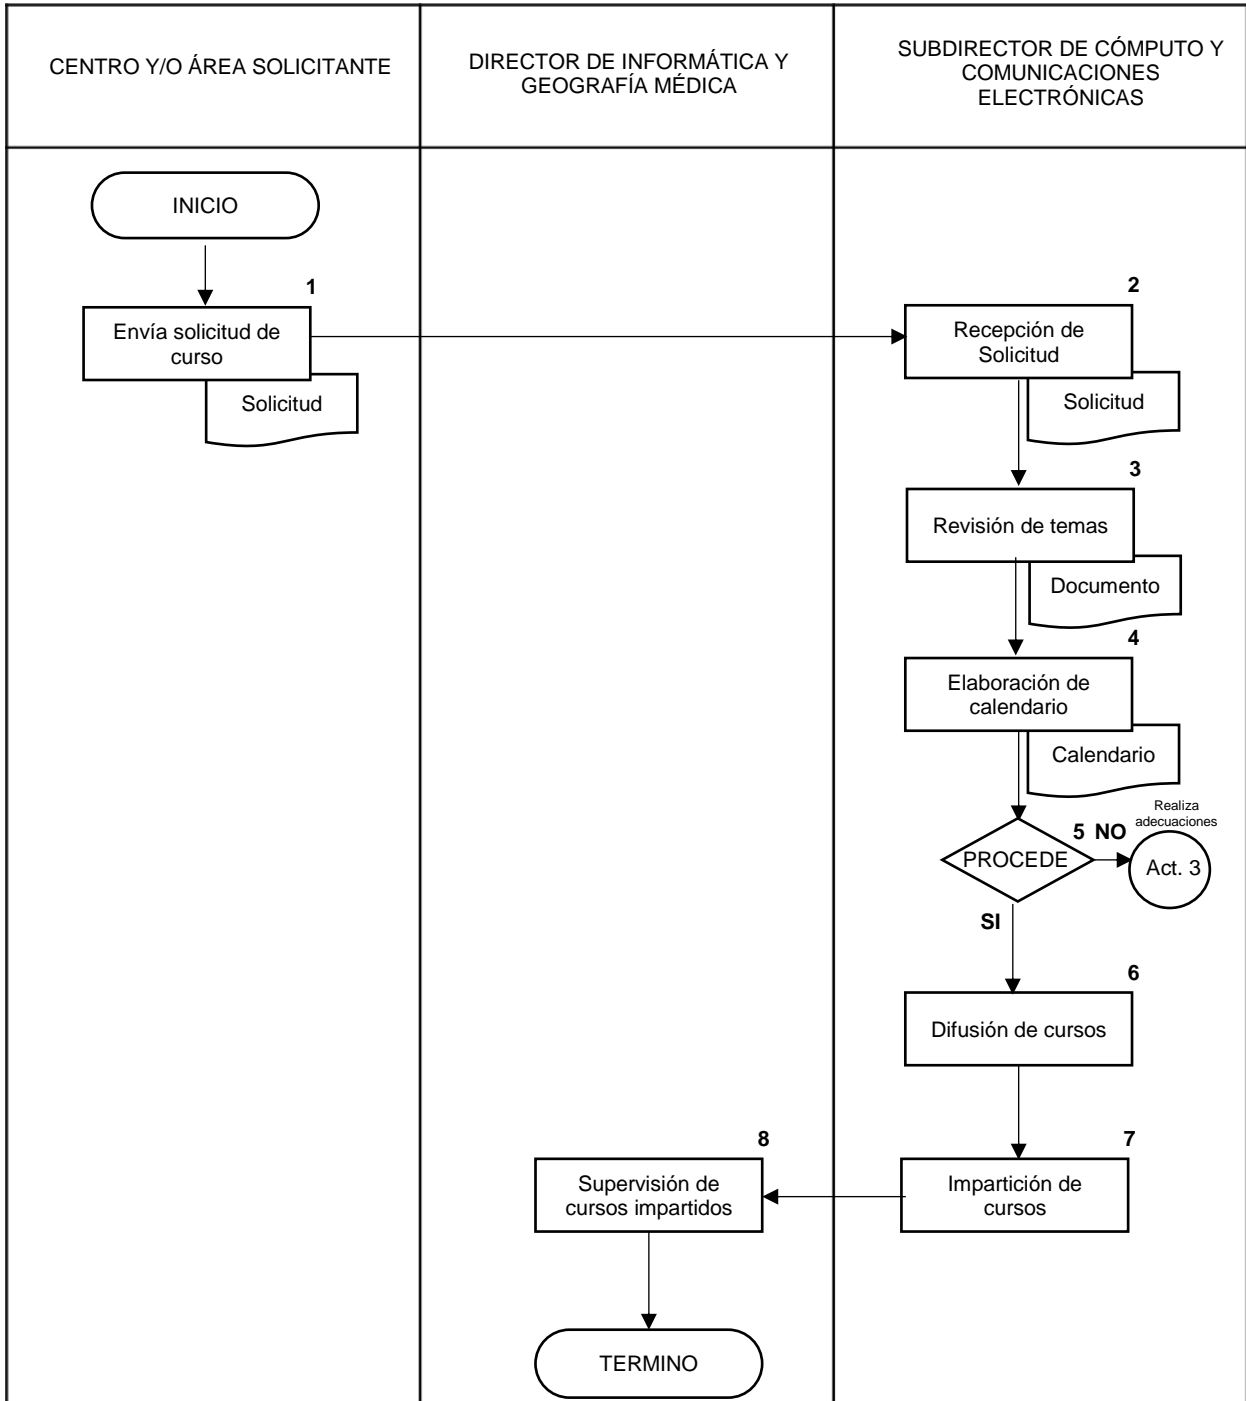 CENTRO Y/O ÁREA SOLICITANTE
DIRECTOR DE INFORMÁTICA Y
GEOGRAFÍA MÉDICA
SUBDIRECTOR DE CÓMPUTO Y
COMUNICACIONES
ELECTRÓNICAS
INICIO
1
Envía solicitud de
curso
Solicitud
2
Recepción de
Solicitud
Solicitud
3
Revisión de temas
Documento
4
Elaboración de
calendario
Calendario
5 NO
PROCEDE
Realiza
adecuaciones
Act. 3
SI
6
Difusión de cursos
7
Impartición de
cursos
8
Supervisión de
cursos impartidos
TERMINO